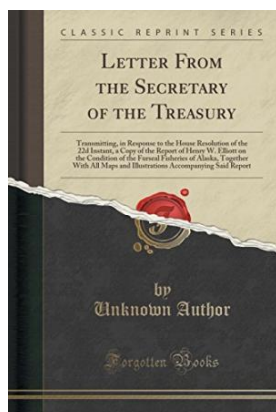 CLASSIC REPRINT SERIES
LETTER FROM
THE SECRETARY
OF THE TREASURY
Transmitting, in Response to the House Resolution of the
22d Instant, a Copy of the Report of Henry W. Elliott on
the Condition of the Furseal Fisheries of Alaska, Together
With All Maps and Illustrations Accompanying Said Report
by
Unknown Author
Forgotten Books